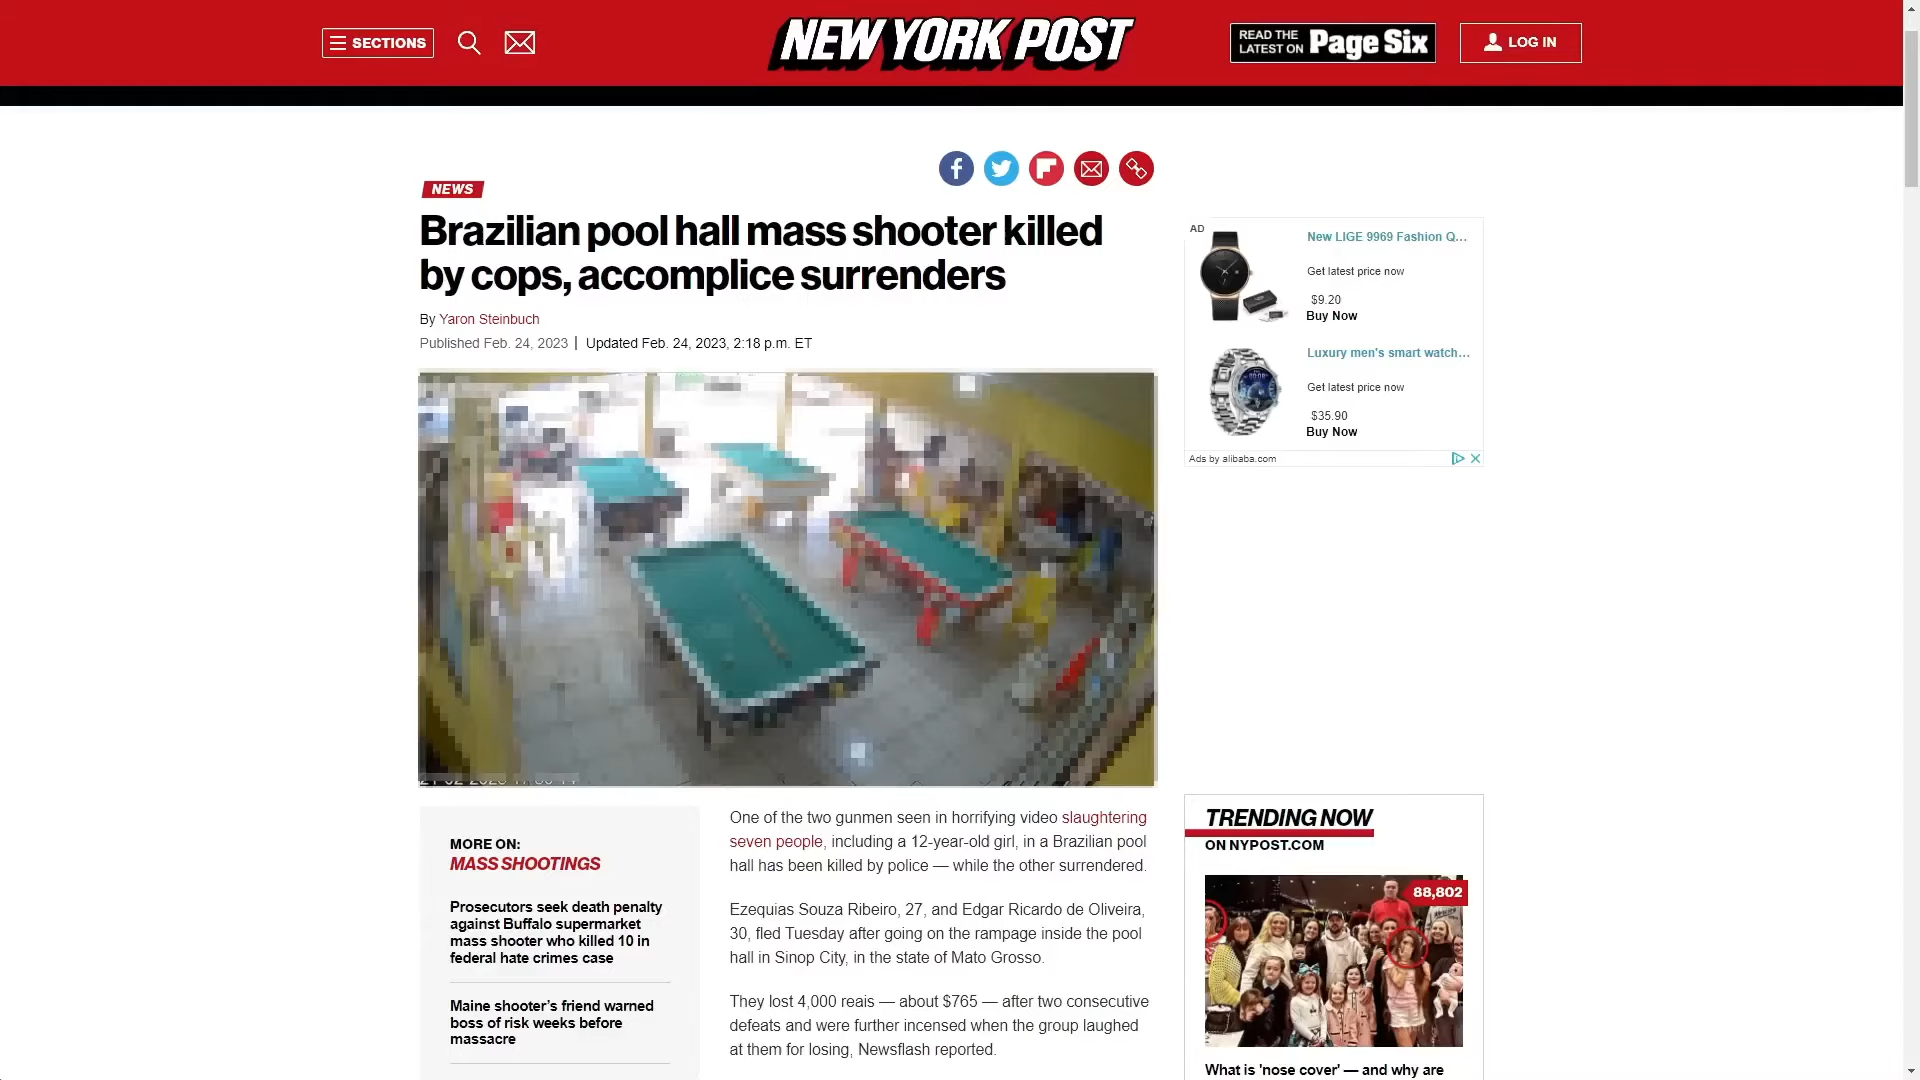 SECTIONS
NEW YORK POST
READ THE
LATEST ON
Page Six
LOG IN
NEWS
Brazilian pool hall mass shooter killed
by cops, accomplice surrenders
By Yaron Steinbuch
Published Feb. 24, 2023 | Updated Feb. 24, 2023, 2:18 p.m. ET
AD
New LIGE 9969 Fashion Q...
Get latest price now
$9.20
Buy Now
Luxury men's smart watch...
Get latest price now
$35.90
Buy Now
Ads by alibaba.com
MORE ON:
MASS SHOOTINGS
Prosecutors seek death penalty
against Buffalo supermarket
mass shooter who killed 10 in
federal hate crimes case
Maine shooter’s friend warned
boss of risk weeks before
massacre
One of the two gunmen seen in horrifying video slaughtering
seven people, including a 12-year-old girl, in a Brazilian pool
hall has been killed by police — while the other surrendered.
Ezequias Souza Ribeiro, 27, and Edgar Ricardo de Oliveira,
30, fled Tuesday after going on the rampage inside the pool
hall in Sinop City, in the state of Mato Grosso.
They lost 4,000 reais — about $765 — after two consecutive
defeats and were further incensed when the group laughed
at them for losing, Newsflash reported.
TRENDING NOW
ON NYPOST.COM
88,802
What is 'nose cover' — and why are